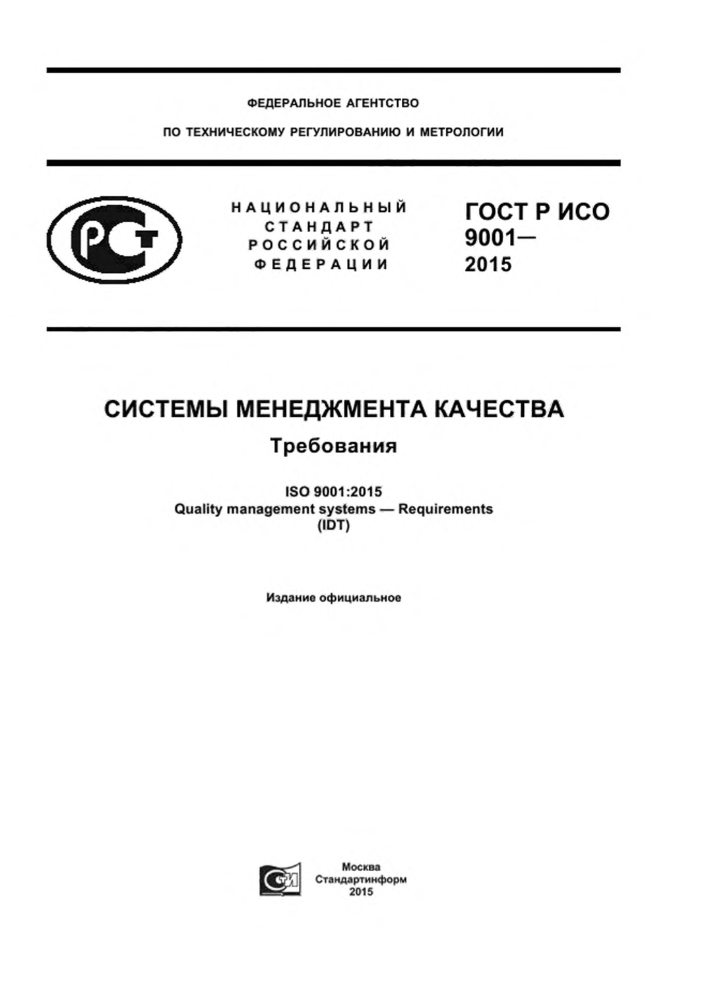 ФЕДЕРАЛЬНОЕ АГЕНТСТВО
ПО ТЕХНИЧЕСКОМУ РЕГУЛИРОВАНИЮ И МЕТРОЛОГИИ
РСТ
НАЦИОНАЛЬНЫЙ
СТАНДАРТ
РОССИЙСКОЙ
ФЕДЕРАЦИИ
ГОСТ Р ИСО
9001—
2015
СИСТЕМЫ МЕНЕДЖМЕНТА КАЧЕСТВА
Требования
ISO 9001:2015
Quality management systems — Requirements
(IDT)
Издание официальное
СТИ
Москва
Стандартинформ
2015